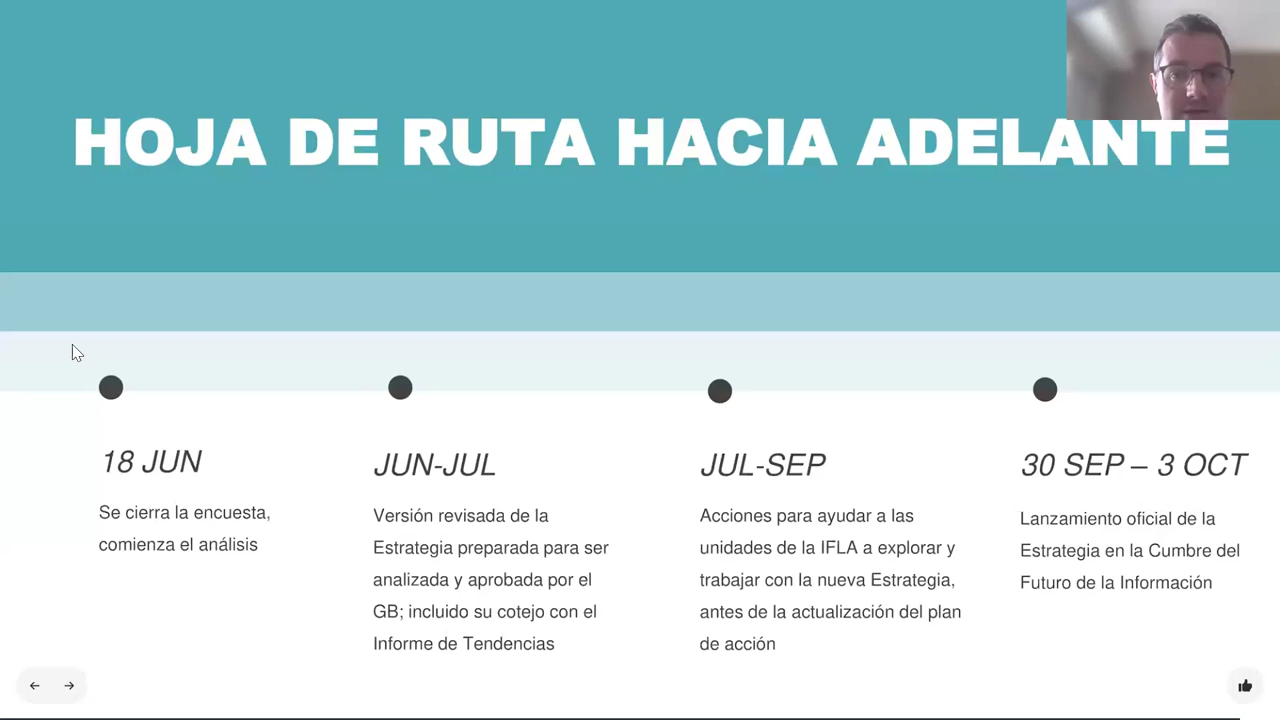 HOJA DE RUTA HACIA ADELANTE
18 JUN
Se cierra la encuesta,
comienza el análisis
JUN-JUL
Versión revisada de la
Estrategia preparada para ser
analizada y aprobada por el
GB; incluido su cotejo con el
Informe de Tendencias
JUL-SEP
Acciones para ayudar a las
unidades de la IFLA a explorar y
trabajar con la nueva Estrategia,
antes de la actualización del plan
de acción
30 SEP – 3 OCT
Lanzamiento oficial de la
Estrategia en la Cumbre del
Futuro de la Información